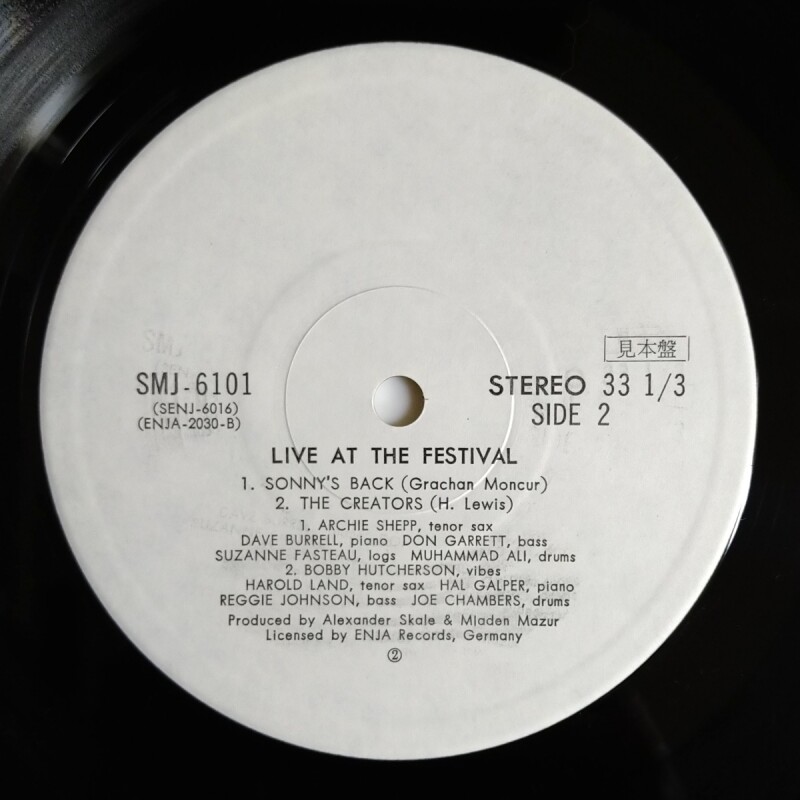 見本盤
SMJ-6101 STEREO 33 1/3
(SENJ-6016) SIDE 2
(ENJA-2030-B)
LIVE AT THE FESTIVAL
1. SONNY'S BACK (Grachan Moncur)
2. THE CREATORS (H. Lewis)
1. ARCHIE SHEPP, tenor sax
DAVE BURRELL, piano DON GARRETT, bass
SUZANNE FASTEAU, logs MUHAMMAD ALI, drums
2. BOBBY HUTCHERSON, vibes
HAROLD LAND, tenor sax HAL GALPER, piano
REGGIE JOHNSON, bass JOE CHAMBERS, drums
Produced by Alexander Skale & Mladen Mazur
Licensed by ENJA Records, Germany
②